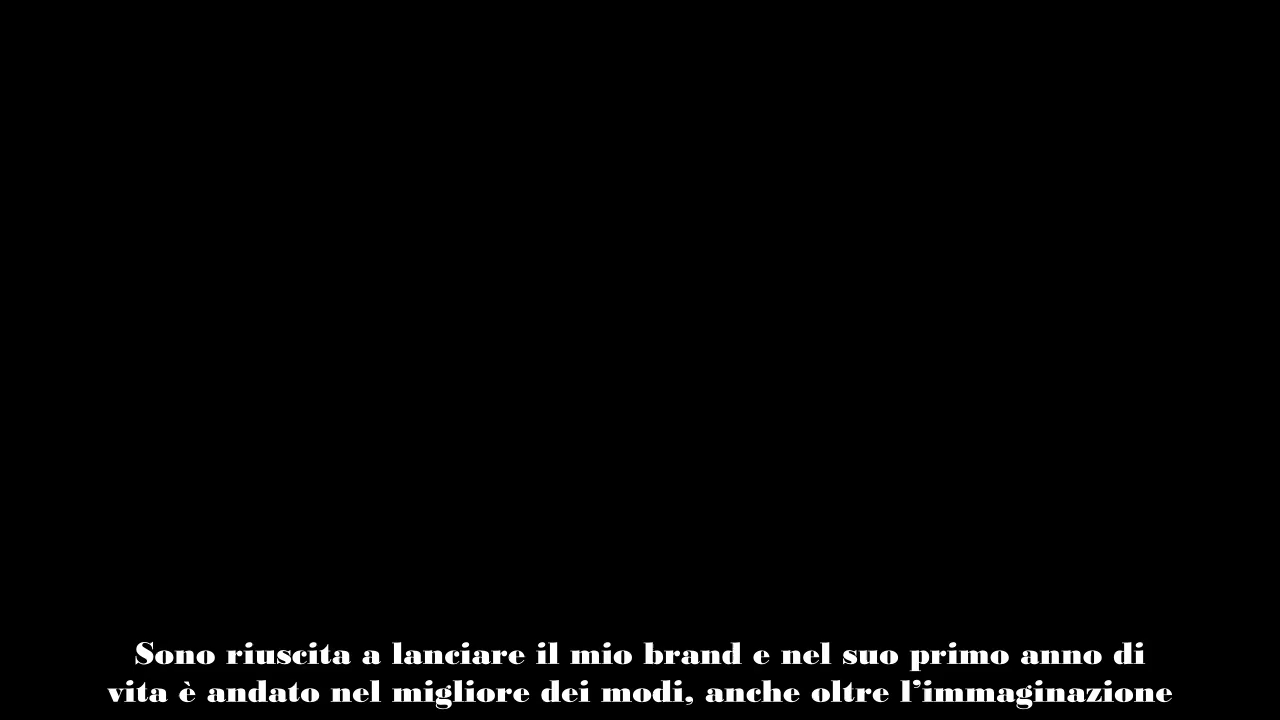 Sono riuscita a lanciare il mio brand e nel suo primo anno di
vita è andato nel migliore dei modi, anche oltre l’immaginazione